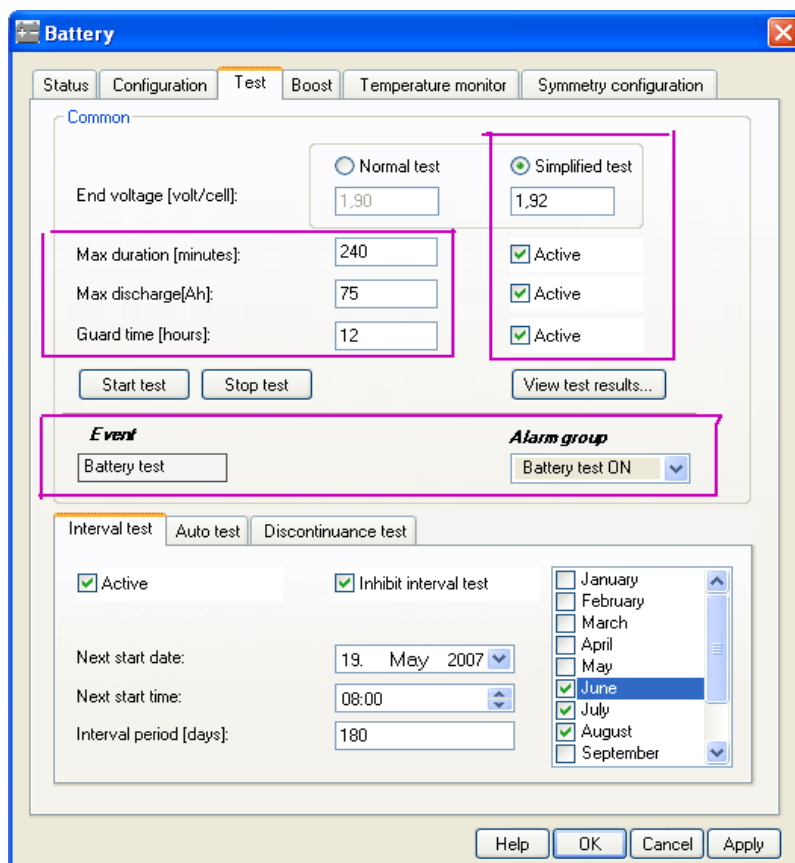 Battery
Status Configuration Test Boost Temperature monitor Symmetry configuration
Common
Normal test Simplified test
End voltage [volt/cell]: 1,90 1,92
Max duration [minutes]: 240 Active
Max discharge[Ah]: 75 Active
Guard time [hours]: 12 Active
Start test Stop test View test results...
Event Alarm group
Battery test Battery test ON
Interval test Auto test Discontinuance test
Active Inhibit interval test
January
February
March
April
May
June
July
August
September
Next start date: 19. May 2007
Next start time: 08:00
Interval period [days]: 180
Help OK Cancel Apply